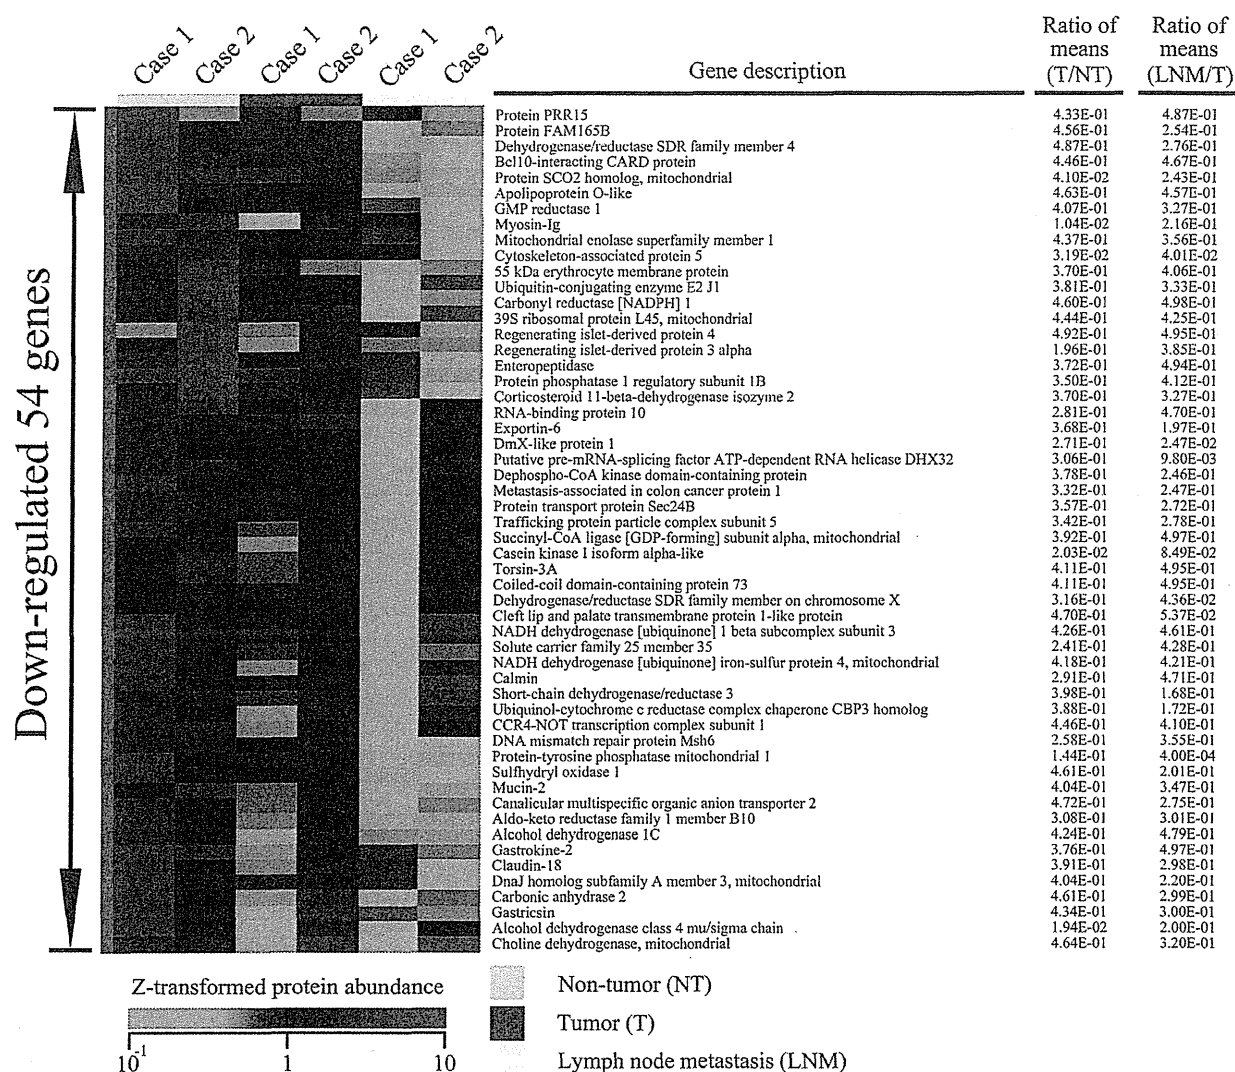 Case 1 Case 2 Case 1 Case 2 Case 1 Case 2
Gene description
Ratio of means (T/NT)
Ratio of means (LNM/T)
Down-regulated 54 genes
Protein PRR15 4.33E-01 4.87E-01
Protein FAM165B 4.56E-01 2.54E-01
Dehydrogenase/reductase SDR family member 4 4.87E-01 2.76E-01
Bcl10-interacting CARD protein 4.46E-01 4.67E-01
Protein SCO2 homolog, mitochondrial 4.10E-02 2.43E-01
Apolipoprotein O-like 4.63E-01 4.57E-01
GMP reductase 1 4.07E-01 3.27E-01
Myosin-Ig 1.04E-02 2.16E-01
Mitochondrial enolase superfamily member 1 4.37E-01 3.56E-01
Cytoskeleton-associated protein 5 3.19E-02 4.01E-02
55 kDa erythrocyte membrane protein 3.70E-01 4.06E-01
Ubiquitin-conjugating enzyme E2 J1 3.81E-01 3.33E-01
Carbonyl reductase [NADPH] 1 4.60E-01 4.98E-01
39S ribosomal protein L45, mitochondrial 4.44E-01 4.25E-01
Regenerating islet-derived protein 4 4.92E-01 4.95E-01
Regenerating islet-derived protein 3 alpha 1.96E-01 3.85E-01
Enteropeptidase 3.72E-01 4.94E-01
Protein phosphatase 1 regulatory subunit 1B 3.50E-01 4.12E-01
Corticosteroid 11-beta-dehydrogenase isozyme 2 3.70E-01 3.27E-01
RNA-binding protein 10 2.81E-01 4.70E-01
Exportin-6 3.68E-01 1.97E-01
DmX-like protein 1 2.71E-01 2.47E-02
Putative pre-mRNA-splicing factor ATP-dependent RNA helicase DHX32 3.06E-01 9.80E-03
Dephospho-CoA kinase domain-containing protein 3.78E-01 2.46E-01
Metastasis-associated in colon cancer protein 1 3.32E-01 2.47E-01
Protein transport protein Sec24B 3.57E-01 2.72E-01
Trafficking protein particle complex subunit 5 3.42E-01 2.78E-01
Succinyl-CoA ligase [GDP-forming] subunit alpha, mitochondrial 3.92E-01 4.97E-01
Casein kinase I isoform alpha-like 2.03E-02 8.49E-02
Torsin-3A 4.11E-01 4.95E-01
Coiled-coil domain-containing protein 73 4.11E-01 4.95E-01
Dehydrogenase/reductase SDR family member on chromosome X 3.16E-01 4.36E-02
Cleft lip and palate transmembrane protein 1-like protein 4.70E-01 5.37E-02
NADH dehydrogenase [ubiquinone] 1 beta subcomplex subunit 3 4.26E-01 4.61E-01
Solute carrier family 25 member 35 2.41E-01 4.28E-01
NADH dehydrogenase [ubiquinone] iron-sulfur protein 4, mitochondrial 4.18E-01 4.21E-01
Calmin 2.91E-01 4.71E-01
Short-chain dehydrogenase/reductase 3 3.98E-01 1.68E-01
Ubiquinol-cytochrome c reductase complex chaperone CBP3 homolog 3.88E-01 1.72E-01
CCR4-NOT transcription complex subunit 1 4.46E-01 4.10E-01
DNA mismatch repair protein Msh6 2.58E-01 3.55E-01
Protein-tyrosine phosphatase mitochondrial 1 1.44E-01 4.00E-04
Sulfhydryl oxidase 1 4.61E-01 2.01E-01
Mucin-2 4.04E-01 3.47E-01
Canalicular multispecific organic anion transporter 2 4.72E-01 2.75E-01
Aldo-keto reductase family 1 member B10 3.08E-01 3.01E-01
Alcohol dehydrogenase 1C 4.24E-01 4.79E-01
Gastrokine-2 3.76E-01 4.97E-01
Claudin-18 3.91E-01 2.98E-01
DnaJ homolog subfamily A member 3, mitochondrial 4.04E-01 2.20E-01
Carbonic anhydrase 2 4.61E-01 2.99E-01
Gastricsin 4.34E-01 3.00E-01
Alcohol dehydrogenase class 4 mu/sigma chain 1.94E-02 2.00E-01
Choline dehydrogenase, mitochondrial 4.64E-01 3.20E-01
Z-transformed protein abundance
10-1 1 10
Non-tumor (NT)
Tumor (T)
Lymph node metastasis (LNM)